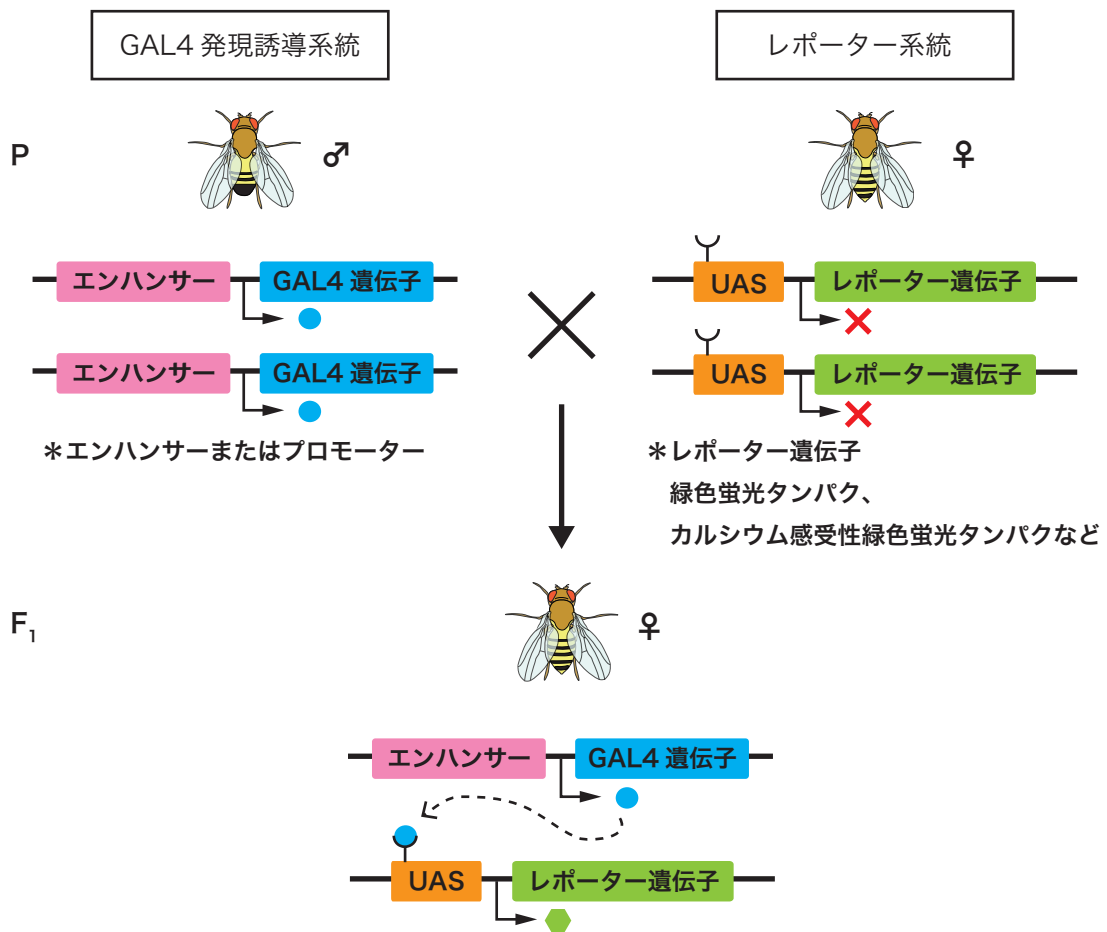 GAL4 発現誘導系統
レポーター系統
P
♂
♀
エンハンサー
GAL4 遺伝子
UAS
レポーター遺伝子
エンハンサー
GAL4 遺伝子
UAS
レポーター遺伝子
*エンハンサーまたはプロモーター
*レポーター遺伝子
緑色蛍光タンパク、
カルシウム感受性緑色蛍光タンパクなど
F1
♀
エンハンサー
GAL4 遺伝子
UAS
レポーター遺伝子